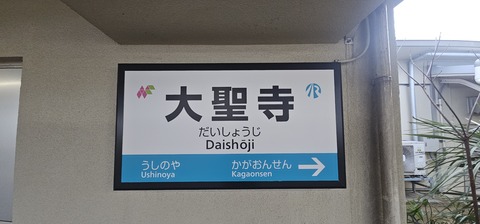 大聖寺
だいしょうじ
Daishōji
うしのや かがおんせん
Ushinoya Kagaonsen